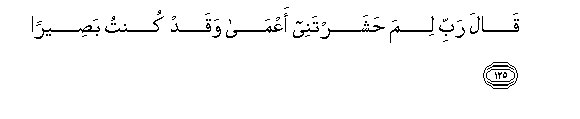 قَالَ رَبِّ لِمَ حَشَرْتَنِىٓ أَعْمَىٰ وَقَدْ كُنتُ بَصِيرًا
١٢٥